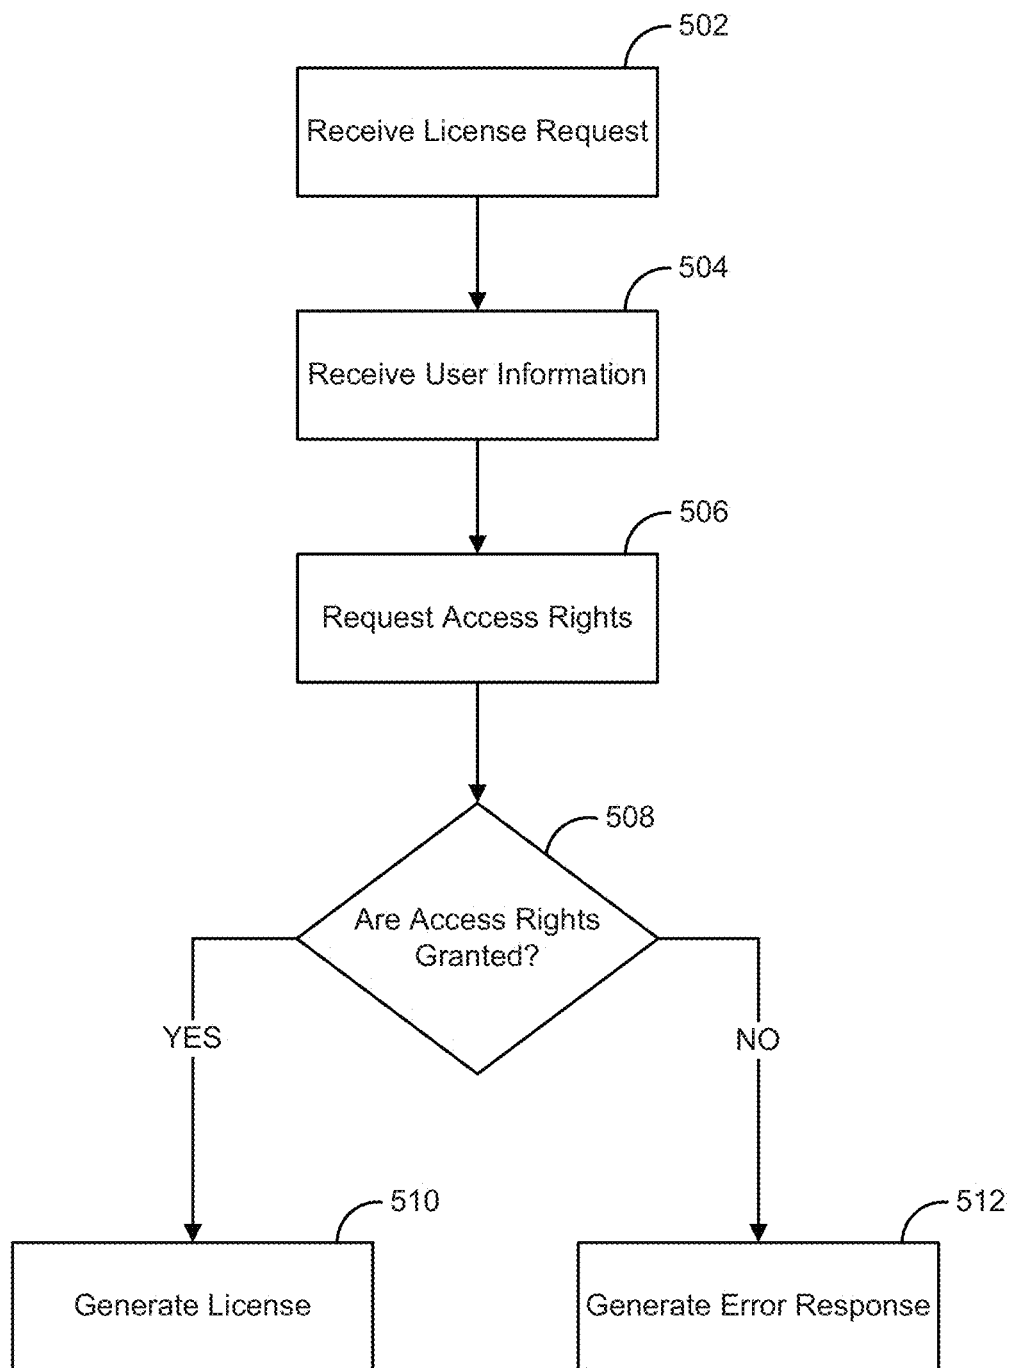 502
Receive License Request
504
Receive User Information
506
Request Access Rights
508
Are Access Rights
Granted?
YES
NO
510
512
Generate License
Generate Error Response